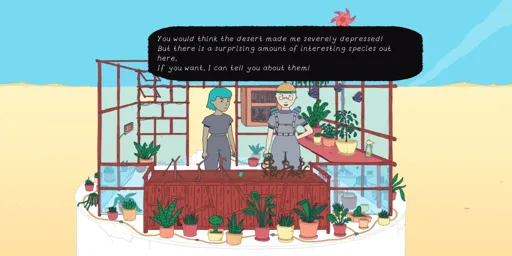 You would think the desert made me severely depressed!
But there is a surprising amount of interesting species out
here.
If you want, I can tell you about them!